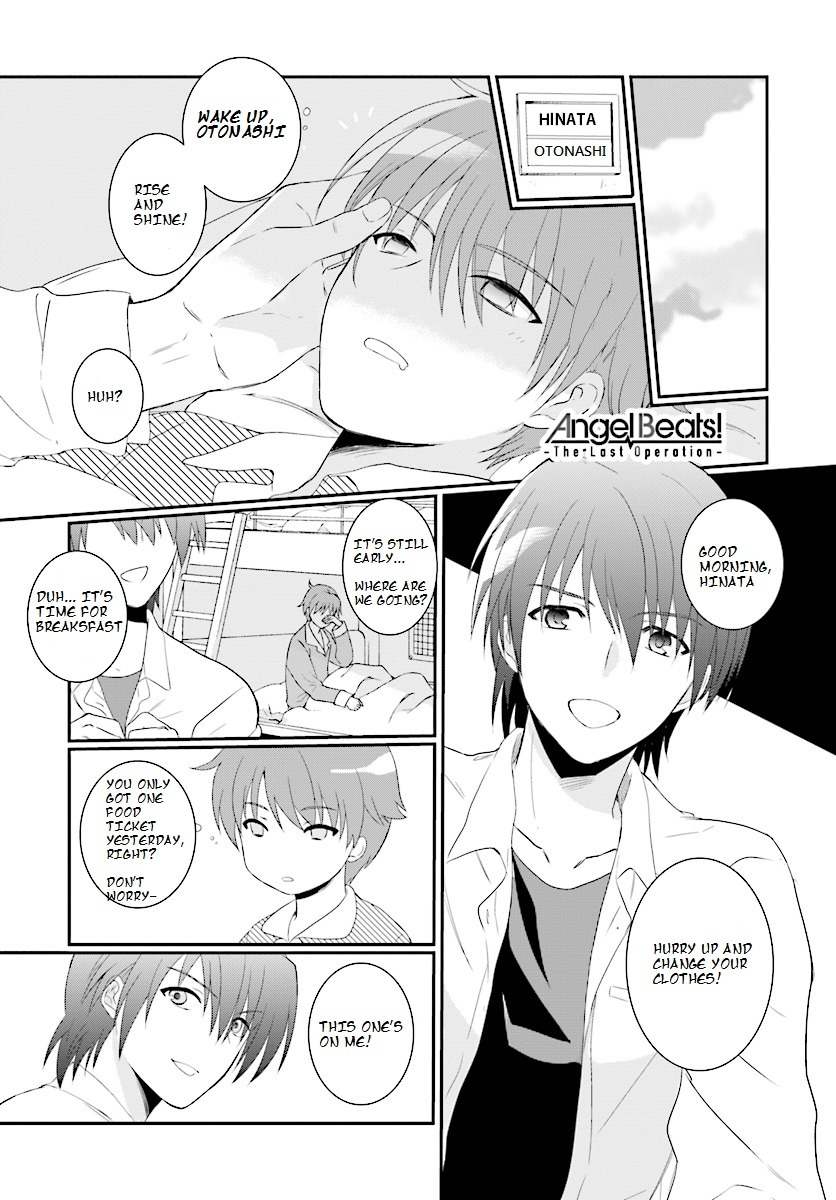 HINATA
OTONASHI
WAKE UP,
OTONASHI
RISE
AND
SHINE!
HUH?
Angel Beats!
-The Last Operation-
GOOD
MORNING,
HINATA
HURRY UP AND
CHANGE YOUR
CLOTHES!
IT'S STILL
EARLY...
WHERE ARE
WE GOING?
DUH... IT'S
TIME FOR
BREAKSFAST
YOU ONLY
GOT ONE
FOOD
TICKET
YESTERDAY,
RIGHT?
DON'T
WORRY-
THIS ONE'S
ON ME!